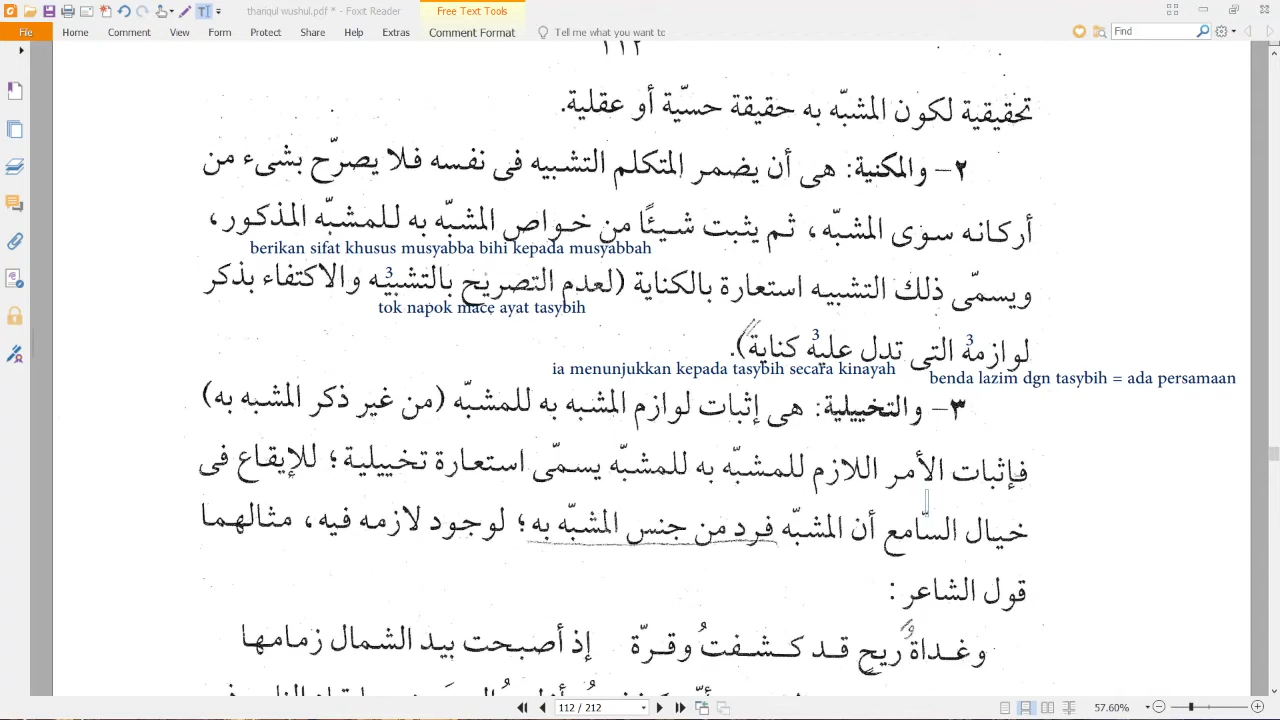 thariqul wushul.pdf * - Foxit Reader
Free Text Tools
File Home Comment View Form Protect Share Help Extras Comment Format Tell me what you want to Find
١١٢
تحقيقية لكون المشبّه به حقيقة حسّية أو عقلية.
٢- والمكنية: هى أن يضمر المتكلم التشبيه فى نفسه فلا يصرّح بشىء من
أركانه سوى المشبّه، ثم يثبت شيئًا من خواص المشبّه به للمشبّه المذكور،
berikan sifat khusus musyabba bihi kepada musyabbah
ويسمّى ذلك التشبيه استعارة بالكناية (لعدم التصريح بالتشبيه والاكتفاء بذكر
3
tok napok mace ayat tasybih
لوازمه التى تدل عليه كناية).
3 3
ia menunjukkan kepada tasybih secara kinayah
benda lazim dgn tasybih = ada persamaan
٣- والتخييلية: هى إثبات لوازم المشبه به للمشبّه (من غير ذكر المشبه به)
فإثبات الأمر اللازم للمشبّه به للمشبّه يسمّى استعارة تخييلية؛ للإيقاع فى
خيال السّامع أن المشبّه فرد من جنس المشبّه به؛ لوجود لازمه فيه، مثالهما
قول الشاعر :
وغداة ريح قد كشفتُ وقرّة إذ أصبحت بيد الشمال زمامها
112 / 212
57.60%